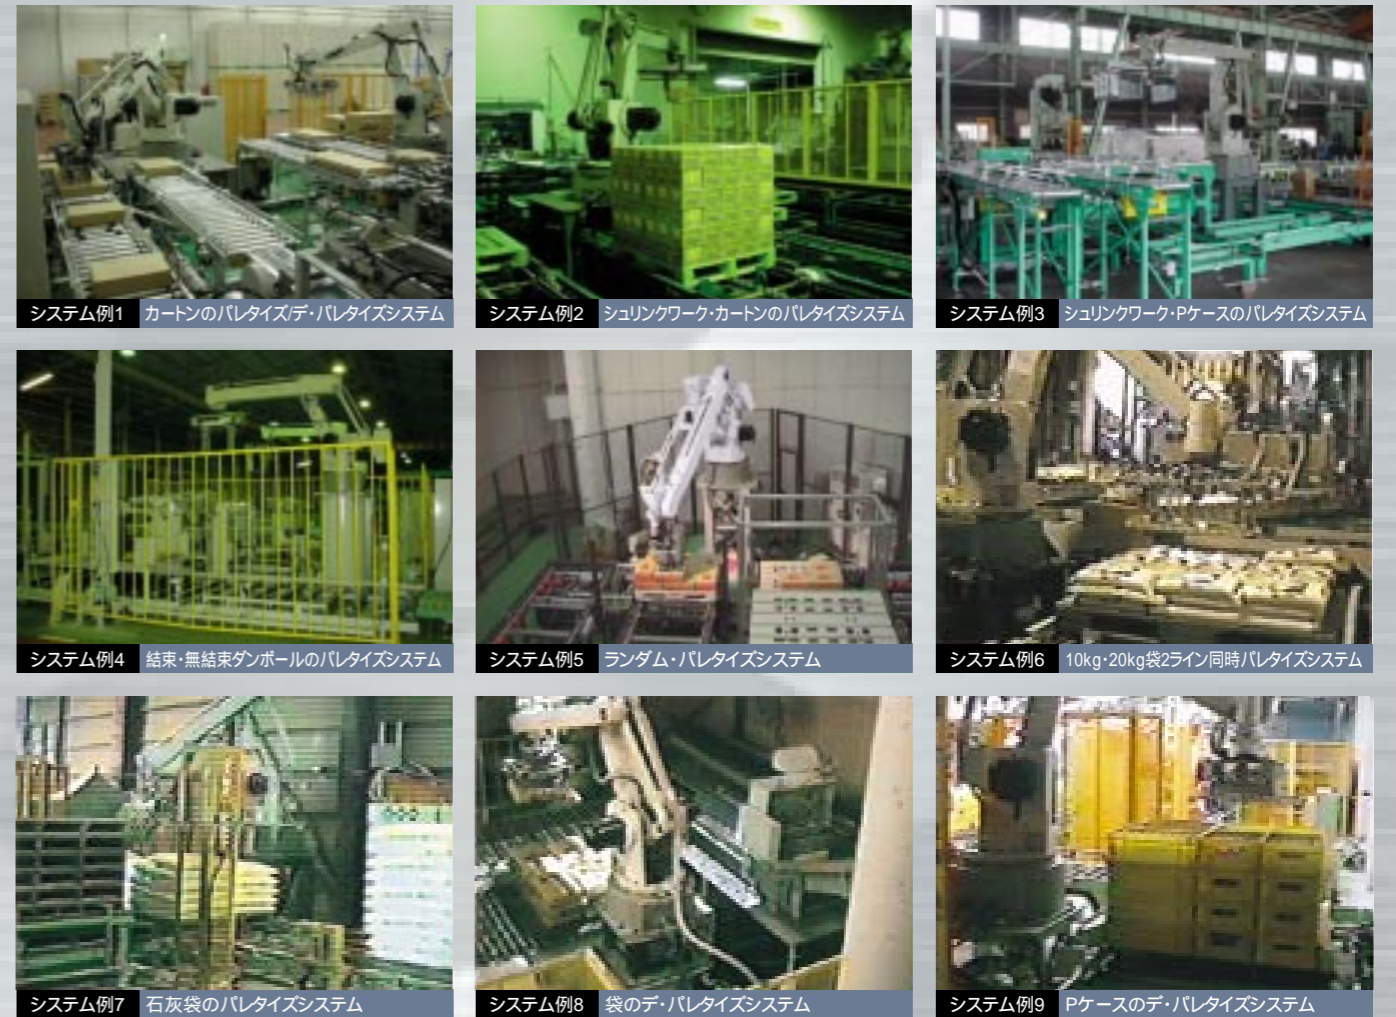 システム例1 カートンのパレタイズ/デ・パレタイズシステム
システム例2 シュリンクワーク・カートンのパレタイズシステム
システム例3 シュリンクワーク・Pケースのパレタイズシステム
システム例4 結束・無結束ダンボールのパレタイズシステム
システム例5 ランダム・パレタイズシステム
システム例6 10kg・20kg袋2ライン同時パレタイズシステム
システム例7 石灰袋のパレタイズシステム
システム例8 袋のデ・パレタイズシステム
システム例9 Pケースのデ・パレタイズシステム